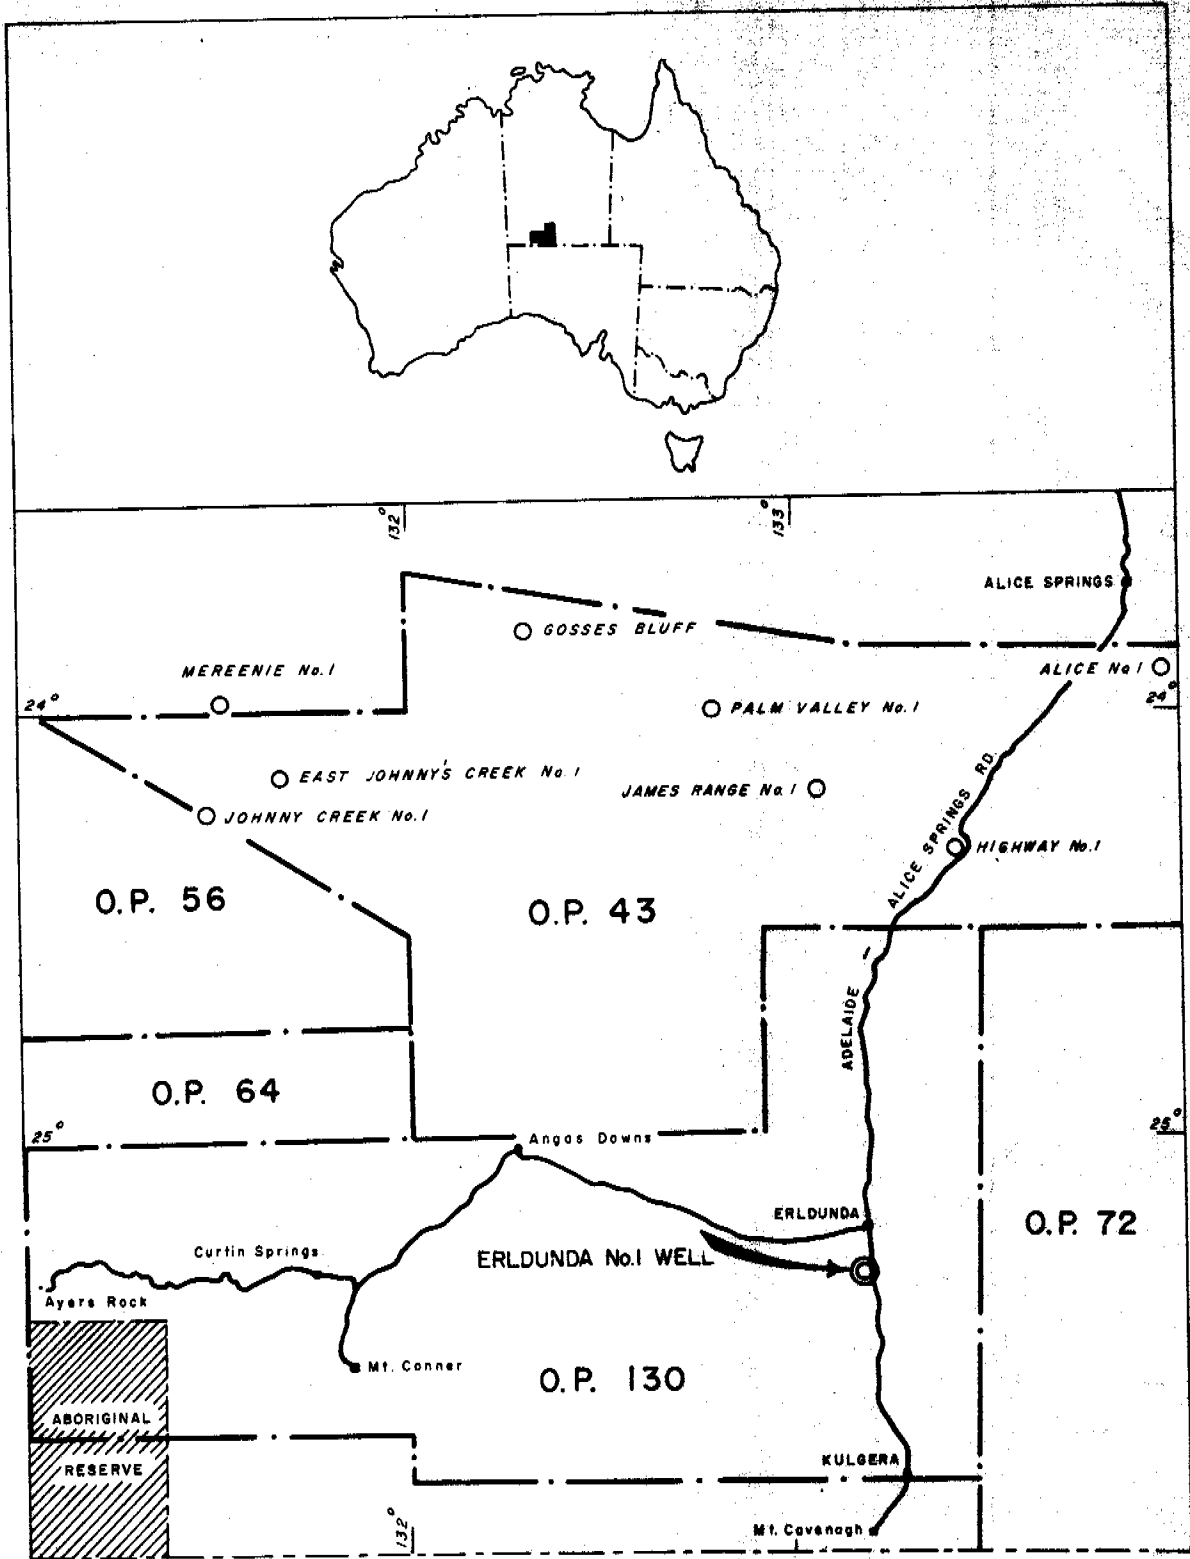 132°
133°
ALICE SPRINGS
GOSSES BLUFF
MEREENIE No.1
ALICE No 1
24°
24°
PALM VALLEY No.1
EAST JOHNNY'S CREEK No.1
JAMES RANGE No.1
JOHNNY CREEK No.1
HIGHWAY No.1
ADELAIDE - ALICE SPRINGS RD.
O.P. 56
O.P. 43
O.P. 64
25°
25°
Angas Downs
ERLDUNDA
O.P. 72
Curtin Springs
ERLDUNDA No.1 WELL
Ayers Rock
Mt. Conner
O.P. 130
ABORIGINAL
RESERVE
KULGERA
132°
Mt. Cavenagh